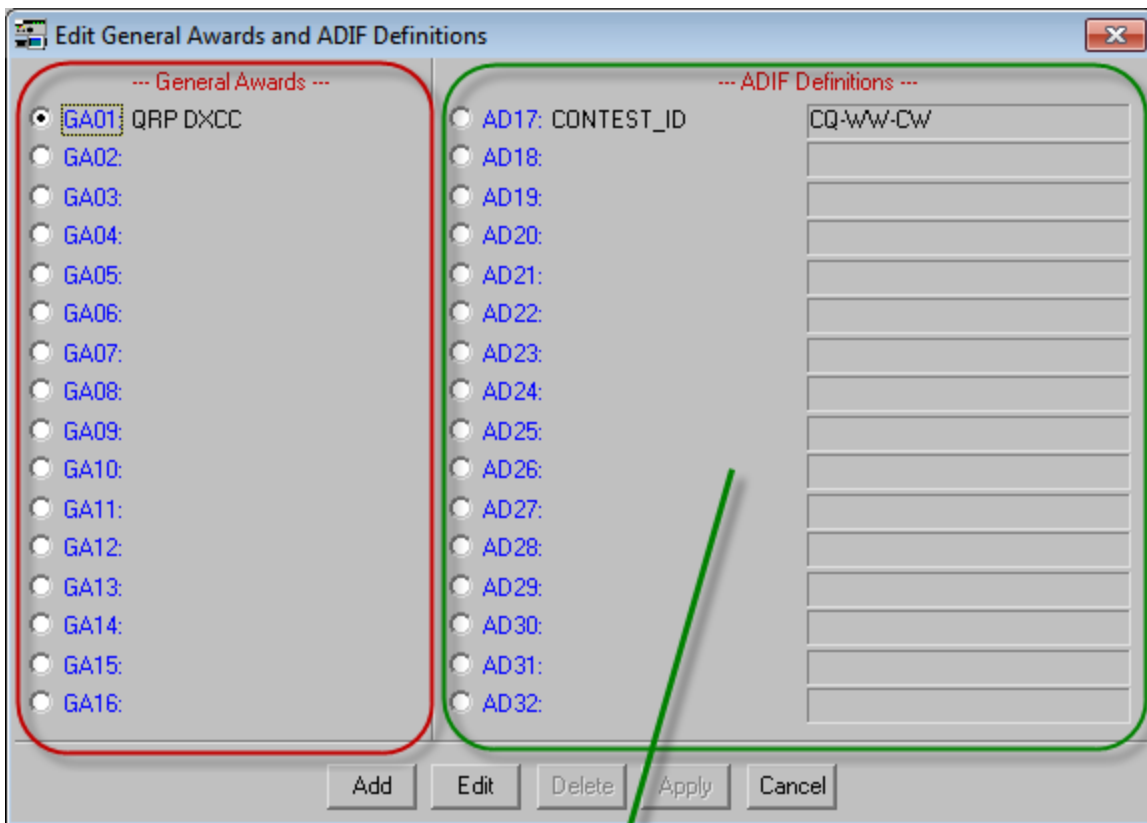 Edit General Awards and ADIF Definitions
--- General Awards ---
GA01: QRP DXCC
GA02:
GA03:
GA04:
GA05:
GA06:
GA07:
GA08:
GA09:
GA10:
GA11:
GA12:
GA13:
GA14:
GA15:
GA16:
--- ADIF Definitions ---
AD17: CONTEST_ID CQ-WW-CW
AD18:
AD19:
AD20:
AD21:
AD22:
AD23:
AD24:
AD25:
AD26:
AD27:
AD28:
AD29:
AD30:
AD31:
AD32:
Add Edit Delete Apply Cancel